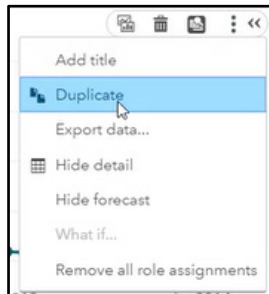 Add title
Duplicate
Export data...
Hide detail
Hide forecast
What if...
Remove all role assignments